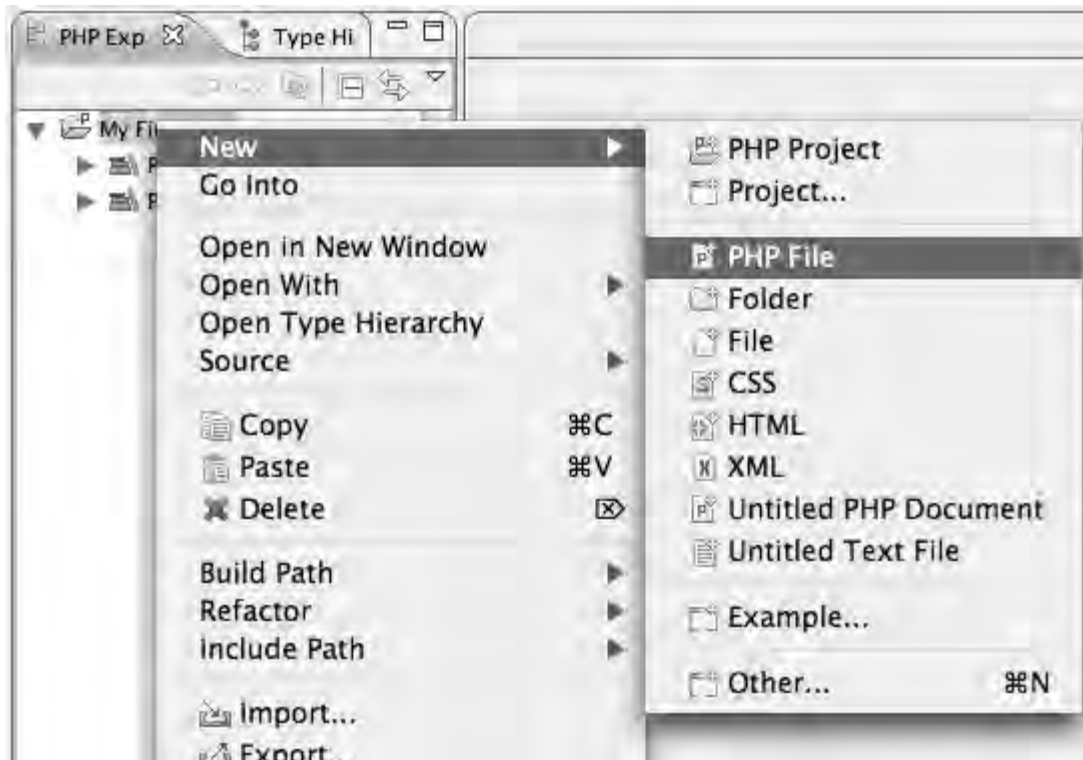 PHP Exp
Type Hi
My Fi
P
P
New
Go Into
Open in New Window
Open With
Open Type Hierarchy
Source
Copy ⌘C
Paste ⌘V
Delete ⌦
Build Path
Refactor
Include Path
Import...
Export...
PHP Project
Project...
PHP File
Folder
File
CSS
HTML
XML
Untitled PHP Document
Untitled Text File
Example...
Other... ⌘N